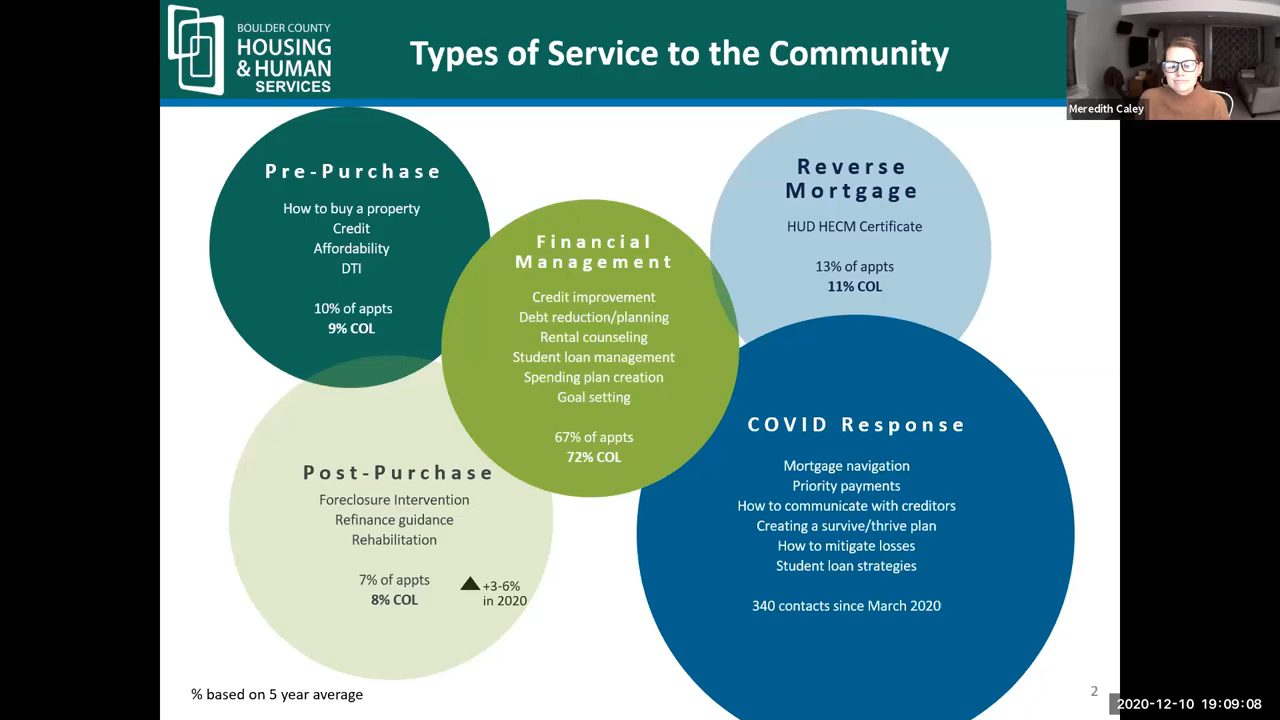 BOULDER COUNTY
HOUSING
& HUMAN
SERVICES
Types of Service to the Community
Meredith Caley
Pre-Purchase
How to buy a property
Credit
Affordability
DTI
10% of appts
9% COL
Financial
Management
Credit improvement
Debt reduction/planning
Rental counseling
Student loan management
Spending plan creation
Goal setting
67% of appts
72% COL
Reverse
Mortgage
HUD HECM Certificate
13% of appts
11% COL
Post-Purchase
Foreclosure Intervention
Refinance guidance
Rehabilitation
7% of appts
8% COL
+3-6%
in 2020
COVID Response
Mortgage navigation
Priority payments
How to communicate with creditors
Creating a survive/thrive plan
How to mitigate losses
Student loan strategies
340 contacts since March 2020
% based on 5 year average
2
2020-12-10 19:09:08